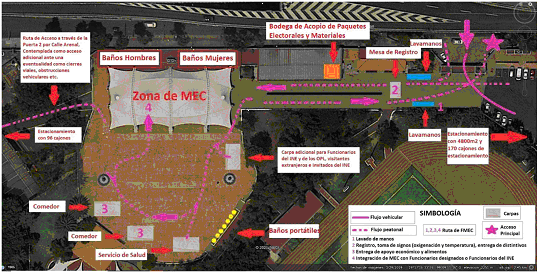 Ruta de Acceso a través de la
Puerta 2 por Calle Arenal,
Contemplada como acceso
adicional ante una
eventualidad como cierres
viales, obstrucciones
vehiculares etc.
Baños Hombres
Baños Mujeres
Bodega de Acopio de Paquetes
Electorales y Materiales
Mesa de Registro
Lavamanos
Zona de MEC
4
2
1
Estacionamiento
con 96 cajones
Lavamanos
Estacionamiento
con 4800m2 y
170 cajones de
estacionamiento.
Carpa adicional para Funcionarios
del INE y de los OPL, visitantes
extranjeros e invitados del INE
Comedor
3
3
Comedor
Servicio de Salud
Baños portátiles
SIMBOLOGÍA
Flujo vehicular
Carpas
Flujo peatonal
1,2,3,4 Ruta de FMEC
Acceso
Principal
1 Lavado de manos
2 Registro, toma de signos (oxigenación y temperatura), entrega de distintivos
3 Entrega de apoyo económico y alimentos
4 Integración de MEC con Funcionarios designados o Funcionarios del INE